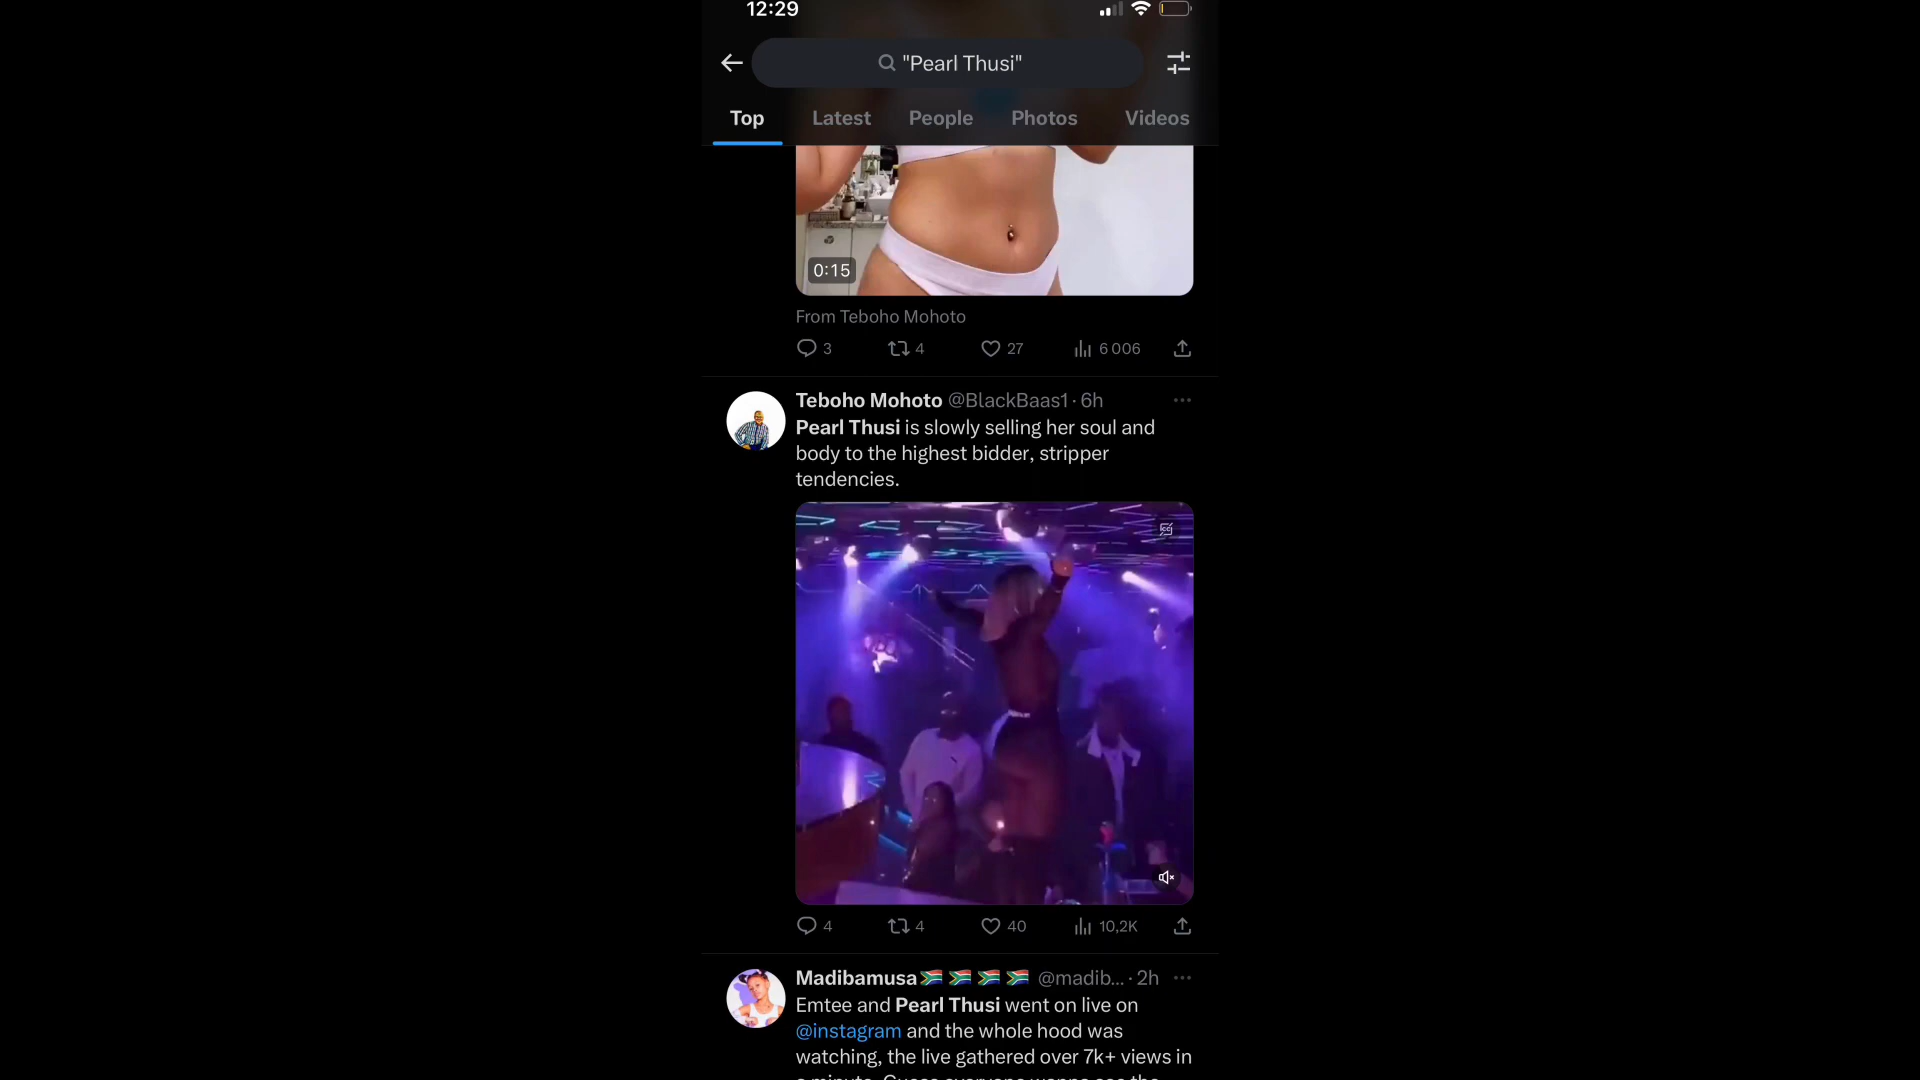 12:29
"Pearl Thusi"
Top Latest People Photos Videos
0:15
From Teboho Mohoto
3 4 27 6 006
Teboho Mohoto @BlackBaas1 · 6h
Pearl Thusi is slowly selling her soul and
body to the highest bidder, stripper
tendencies.
4 4 40 10,2K
Madibamusa🇿🇦🇿🇦🇿🇦🇿🇦 @madib... · 2h
Emtee and Pearl Thusi went on live on
@instagram and the whole hood was
watching, the live gathered over 7k+ views in